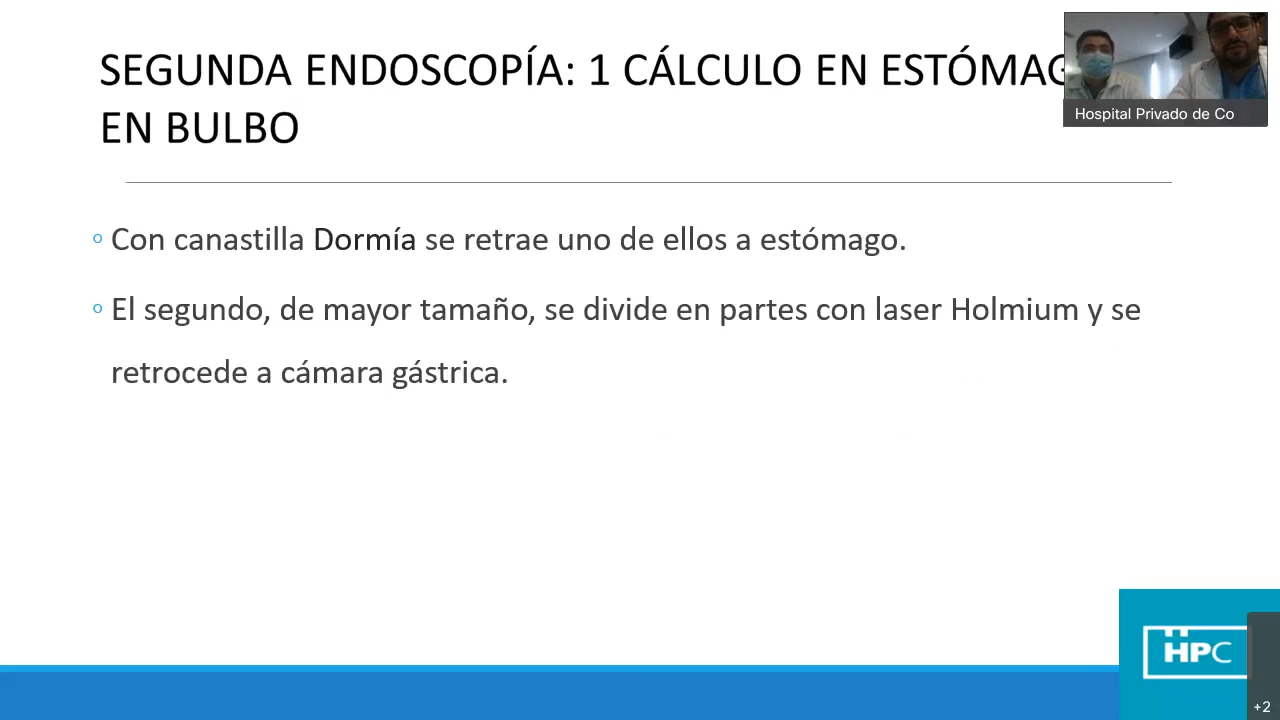 SEGUNDA ENDOSCOPÍA: 1 CÁLCULO EN
EN BULBO
Hospital Privado de Co
◦ Con canastilla Dormía se retrae uno de ellos a estómago.
◦ El segundo, de mayor tamaño, se divide en partes con laser Holmium y se
retrocede a cámara gástrica.
HPC
+2